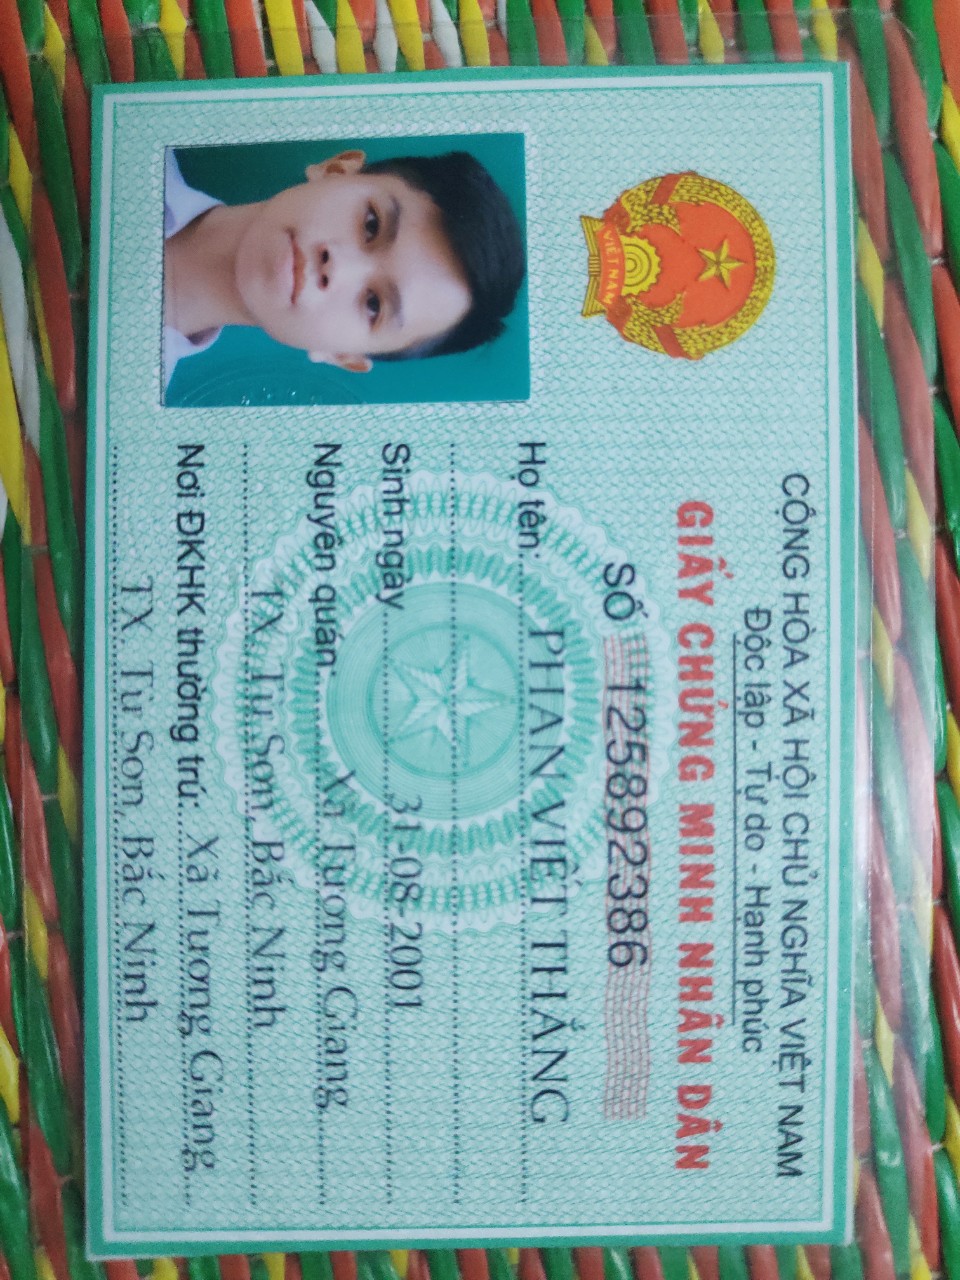 CỘNG HÒA XÃ HỘI CHỦ NGHĨA VIỆT NAM
Độc lập - Tự do - Hạnh phúc
GIẤY CHỨNG MINH NHÂN DÂN
SỐ 125892386
Họ tên: PHAN VIẾT THẮNG
Sinh ngày 31-08-2001
Nguyên quán Xã Tương Giang
TX. Từ Sơn, Bắc Ninh
Nơi ĐKHK thường trú: Xã Tương Giang
TX. Từ Sơn, Bắc Ninh
VIỆT NAM